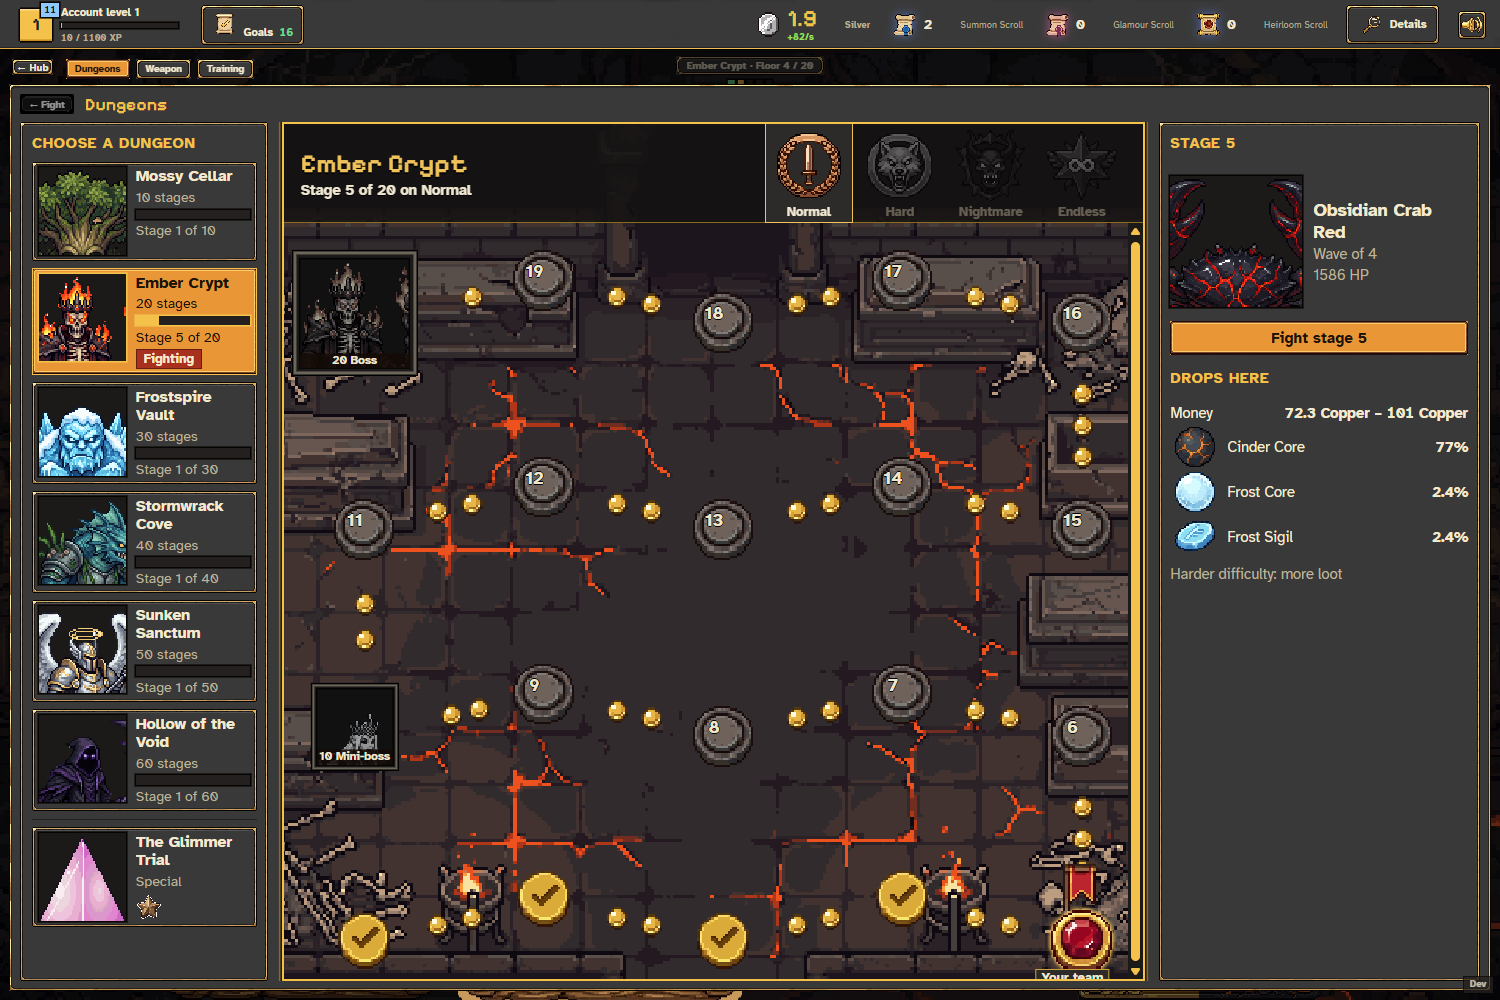 11
1
Account level 1
10 / 1100 XP
Goals 16
1.9
+82/s
Silver
2
Summon Scroll
0
Glamour Scroll
0
Heirloom Scroll
Details
← Hub
Dungeons
Weapon
Training
Ember Crypt · Floor 4 / 20
← Fight
Dungeons
CHOOSE A DUNGEON
Mossy Cellar
10 stages
Stage 1 of 10
Ember Crypt
20 stages
Stage 5 of 20
Fighting
Frostspire
Vault
30 stages
Stage 1 of 30
Stormwrack
Cove
40 stages
Stage 1 of 40
Sunken
Sanctum
50 stages
Stage 1 of 50
Hollow of the
Void
60 stages
Stage 1 of 60
The Glimmer
Trial
Special
Ember Crypt
Stage 5 of 20 on Normal
Normal
Hard
Nightmare
Endless
20 Boss
19
18
17
16
11
12
13
14
15
10 Mini-boss
9
8
7
6
Your team
STAGE 5
Obsidian Crab
Red
Wave of 4
1586 HP
Fight stage 5
DROPS HERE
Money 72.3 Copper – 101 Copper
Cinder Core 77%
Frost Core 2.4%
Frost Sigil 2.4%
Harder difficulty: more loot
Dev